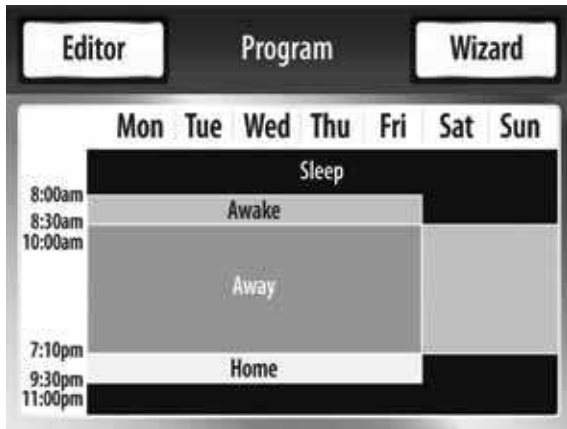 Editor Program Wizard
Mon Tue Wed Thu Fri Sat Sun
Sleep
8:00am
Awake
8:30am
10:00am
Away
7:10pm
Home
9:30pm
11:00pm